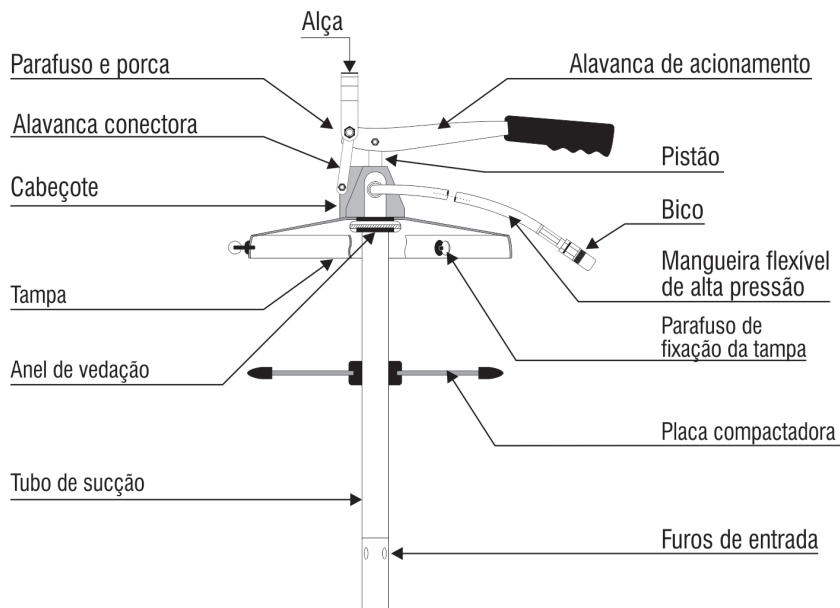 Alça
Parafuso e porca
Alavanca de acionamento
Alavanca conectora
Pistão
Cabeçote
Bico
Mangueira flexível
de alta pressão
Tampa
Parafuso de
fixação da tampa
Anel de vedação
Placa compactadora
Tubo de sucção
Furos de entrada